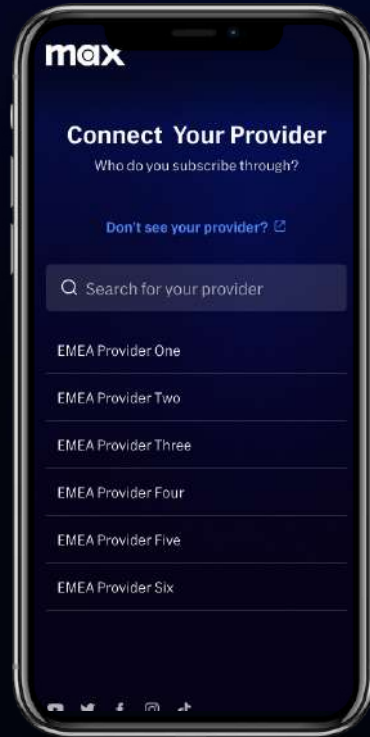 max
Connect Your Provider
Who do you subscribe through?
Don't see your provider?
Search for your provider
EMEA Provider One
EMEA Provider Two
EMEA Provider Three
EMEA Provider Four
EMEA Provider Five
EMEA Provider Six